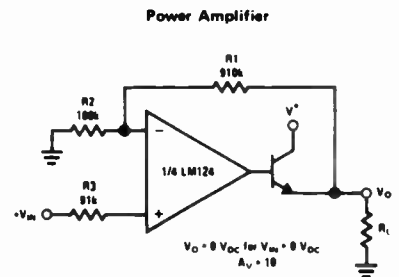 Power Amplifier
R1
910k
R2
100k
V+
1/4 LM124
VO
R3
91k
+VIN
RL
VO = 0 VDC for VIN = 0 VDC
AV = 10